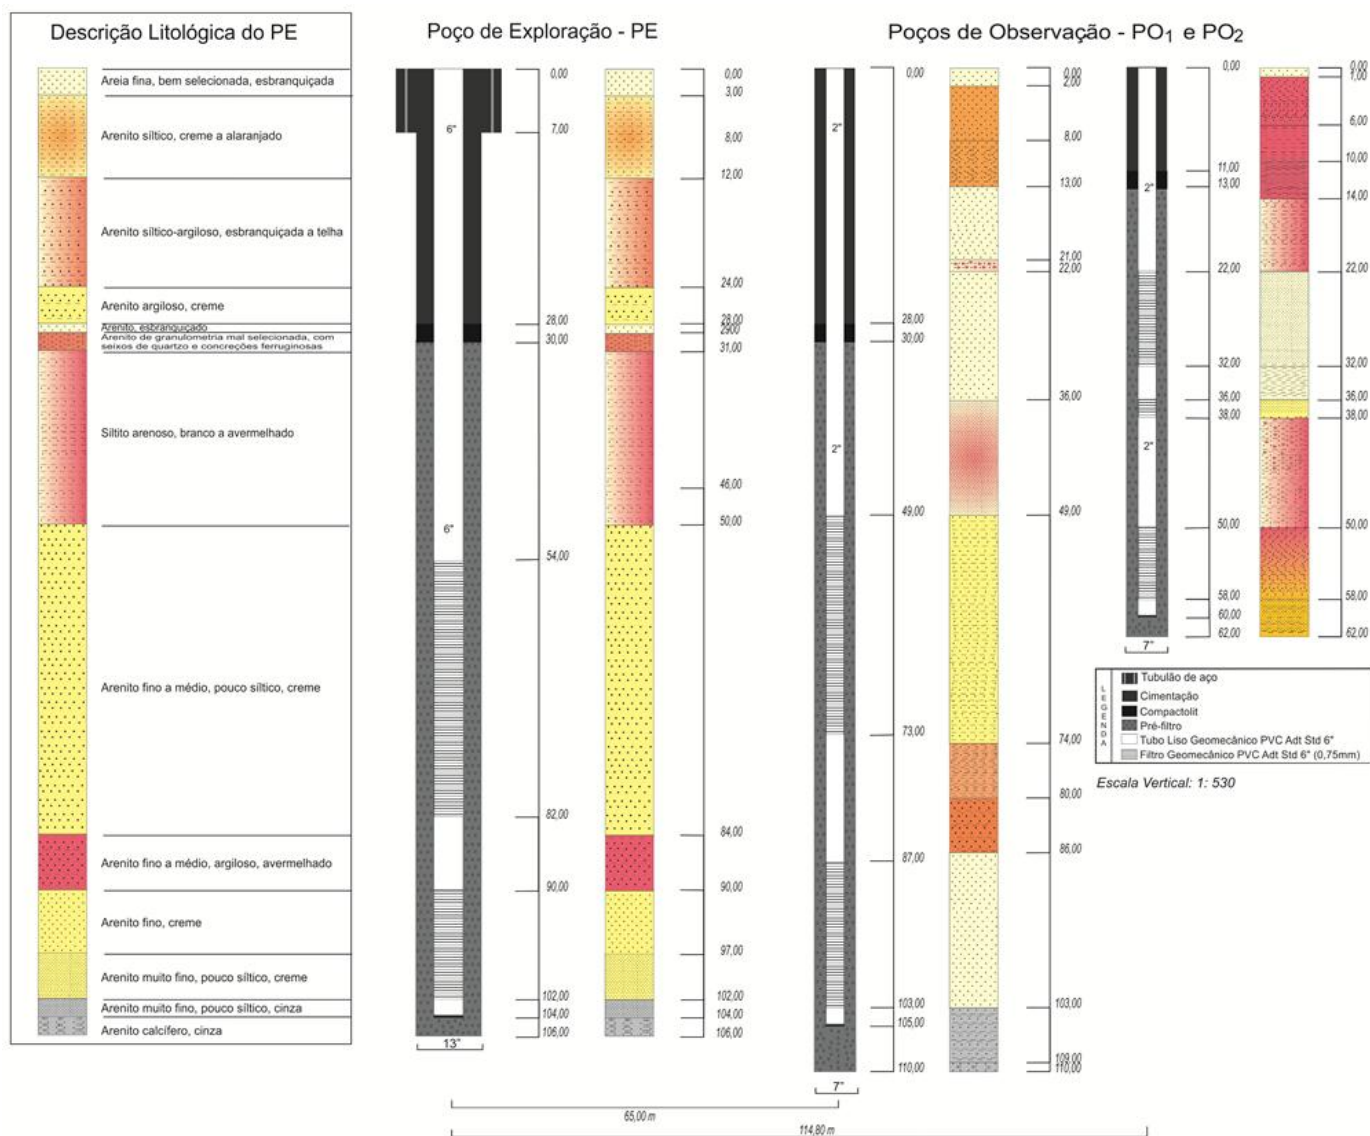 Descrição Litológica do PE
Areia fina, bem selecionada, esbranquiçada
Arenito síltico, creme a alaranjado
Arenito síltico-argiloso, esbranquiçada a telha
Arenito argiloso, creme
Arenito, esbranquiçado
Arenito de granulometria mal selecionada, com
seixos de quartzo e concreções ferruginosas
Siltito arenoso, branco a avermelhado
Arenito fino a médio, pouco síltico, creme
Arenito fino a médio, argiloso, avermelhado
Arenito fino, creme
Arenito muito fino, pouco síltico, creme
Arenito muito fino, pouco síltico, cinza
Arenito calcífero, cinza
Poço de Exploração - PE
6"
6"
13"
0,00
7,00
28,00
30,00
54,00
82,00
90,00
102,00
104,00
106,00
0,00
3,00
8,00
12,00
24,00
28,00
31,00
46,00
50,00
84,00
90,00
97,00
102,00
104,00
106,00
Poços de Observação - PO1 e PO2
2"
2"
7"
0,00
28,00
30,00
49,00
73,00
87,00
103,00
105,00
110,00
0,00
2,00
8,00
13,00
21,00
22,00
36,00
49,00
74,00
80,00
86,00
103,00
109,00
110,00
2"
2"
7"
0,00
11,00
13,00
22,00
32,00
36,00
38,00
50,00
58,00
60,00
62,00
0,00
1,00
6,00
10,00
14,00
22,00
32,00
36,00
38,00
50,00
58,00
62,00
LEGENDA
Tubulão de aço
Cimentação
Compactolit
Pré-filtro
Tubo Liso Geomecânico PVC Adt Std 6"
Filtro Geomecânico PVC Adt Std 6" (0,75mm)
Escala Vertical: 1: 530
65,00 m
114,80 m